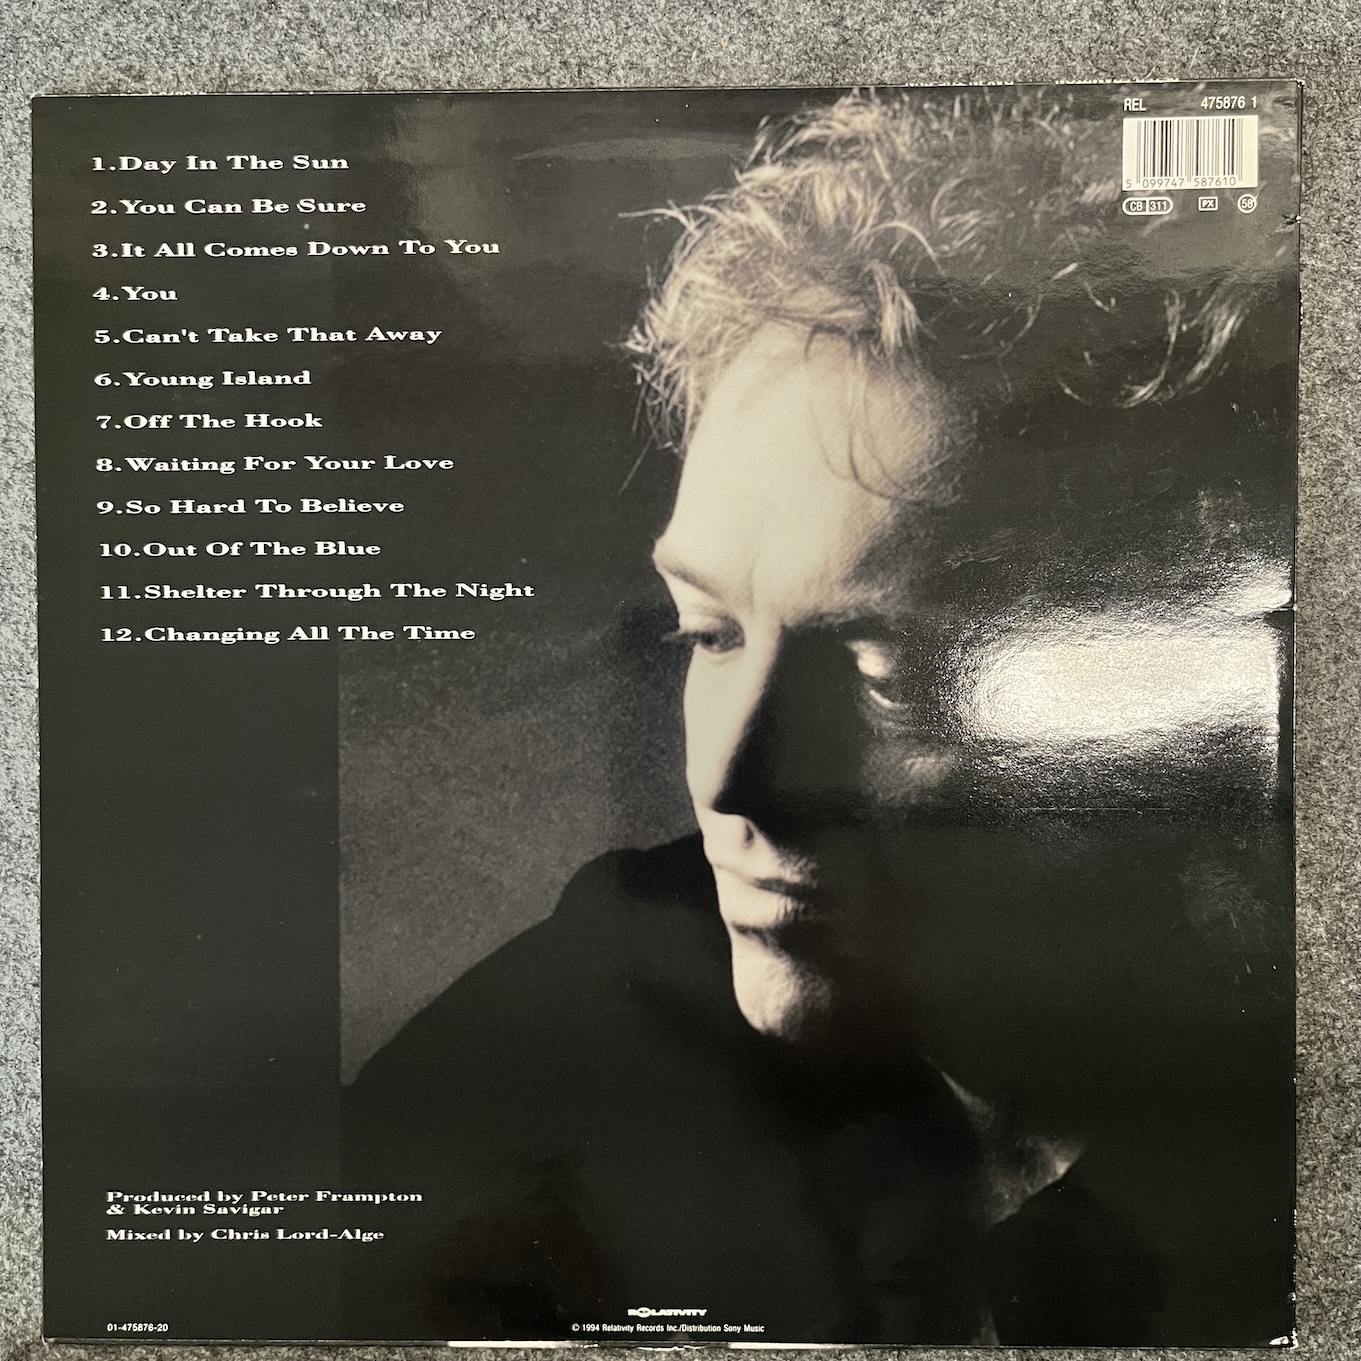 REL 475876 1
5 099747 587610
CB 311 PX 58
1.Day In The Sun
2.You Can Be Sure
3.It All Comes Down To You
4.You
5.Can't Take That Away
6.Young Island
7.Off The Hook
8.Waiting For Your Love
9.So Hard To Believe
10.Out Of The Blue
11.Shelter Through The Night
12.Changing All The Time
Produced by Peter Frampton
& Kevin Savigar
Mixed by Chris Lord-Alge
RELATIVITY
01-475876-20
© 1994 Relativity Records Inc./Distribution Sony Music